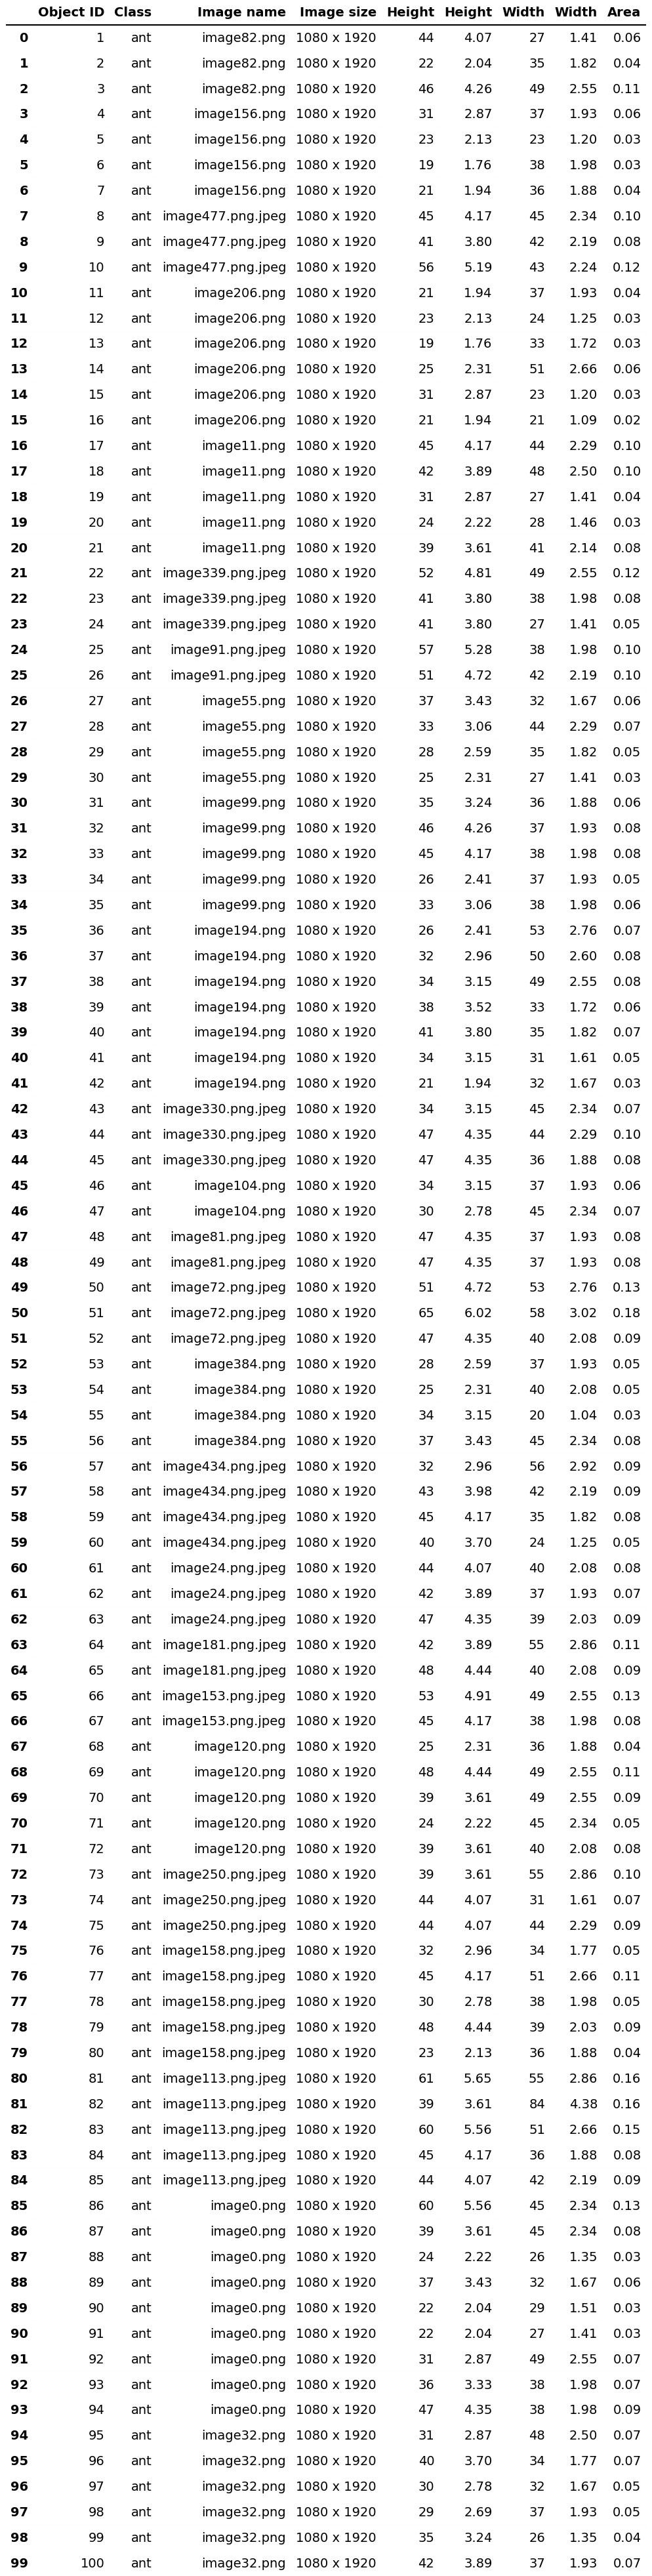 Object ID Class Image name Image size Height Height Width Width Area
0 1 ant image82.png 1080 x 1920 44 4.07 27 1.41 0.06
1 2 ant image82.png 1080 x 1920 22 2.04 35 1.82 0.04
2 3 ant image82.png 1080 x 1920 46 4.26 49 2.55 0.11
3 4 ant image156.png 1080 x 1920 31 2.87 37 1.93 0.06
4 5 ant image156.png 1080 x 1920 23 2.13 23 1.20 0.03
5 6 ant image156.png 1080 x 1920 19 1.76 38 1.98 0.03
6 7 ant image156.png 1080 x 1920 21 1.94 36 1.88 0.04
7 8 ant image477.png.jpeg 1080 x 1920 45 4.17 45 2.34 0.10
8 9 ant image477.png.jpeg 1080 x 1920 41 3.80 42 2.19 0.08
9 10 ant image477.png.jpeg 1080 x 1920 56 5.19 43 2.24 0.12
10 11 ant image206.png 1080 x 1920 21 1.94 37 1.93 0.04
11 12 ant image206.png 1080 x 1920 23 2.13 24 1.25 0.03
12 13 ant image206.png 1080 x 1920 19 1.76 33 1.72 0.03
13 14 ant image206.png 1080 x 1920 25 2.31 51 2.66 0.06
14 15 ant image206.png 1080 x 1920 31 2.87 23 1.20 0.03
15 16 ant image206.png 1080 x 1920 21 1.94 21 1.09 0.02
16 17 ant image11.png 1080 x 1920 45 4.17 44 2.29 0.10
17 18 ant image11.png 1080 x 1920 42 3.89 48 2.50 0.10
18 19 ant image11.png 1080 x 1920 31 2.87 27 1.41 0.04
19 20 ant image11.png 1080 x 1920 24 2.22 28 1.46 0.03
20 21 ant image11.png 1080 x 1920 39 3.61 41 2.14 0.08
21 22 ant image339.png.jpeg 1080 x 1920 52 4.81 49 2.55 0.12
22 23 ant image339.png.jpeg 1080 x 1920 41 3.80 38 1.98 0.08
23 24 ant image339.png.jpeg 1080 x 1920 41 3.80 27 1.41 0.05
24 25 ant image91.png.jpeg 1080 x 1920 57 5.28 38 1.98 0.10
25 26 ant image91.png.jpeg 1080 x 1920 51 4.72 42 2.19 0.10
26 27 ant image55.png 1080 x 1920 37 3.43 32 1.67 0.06
27 28 ant image55.png 1080 x 1920 33 3.06 44 2.29 0.07
28 29 ant image55.png 1080 x 1920 28 2.59 35 1.82 0.05
29 30 ant image55.png 1080 x 1920 25 2.31 27 1.41 0.03
30 31 ant image99.png 1080 x 1920 35 3.24 36 1.88 0.06
31 32 ant image99.png 1080 x 1920 46 4.26 37 1.93 0.08
32 33 ant image99.png 1080 x 1920 45 4.17 38 1.98 0.08
33 34 ant image99.png 1080 x 1920 26 2.41 37 1.93 0.05
34 35 ant image99.png 1080 x 1920 33 3.06 38 1.98 0.06
35 36 ant image194.png 1080 x 1920 26 2.41 53 2.76 0.07
36 37 ant image194.png 1080 x 1920 32 2.96 50 2.60 0.08
37 38 ant image194.png 1080 x 1920 34 3.15 49 2.55 0.08
38 39 ant image194.png 1080 x 1920 38 3.52 33 1.72 0.06
39 40 ant image194.png 1080 x 1920 41 3.80 35 1.82 0.07
40 41 ant image194.png 1080 x 1920 34 3.15 31 1.61 0.05
41 42 ant image194.png 1080 x 1920 21 1.94 32 1.67 0.03
42 43 ant image330.png.jpeg 1080 x 1920 34 3.15 45 2.34 0.07
43 44 ant image330.png.jpeg 1080 x 1920 47 4.35 44 2.29 0.10
44 45 ant image330.png.jpeg 1080 x 1920 47 4.35 36 1.88 0.08
45 46 ant image104.png 1080 x 1920 34 3.15 37 1.93 0.06
46 47 ant image104.png 1080 x 1920 30 2.78 45 2.34 0.07
47 48 ant image81.png.jpeg 1080 x 1920 47 4.35 37 1.93 0.08
48 49 ant image81.png.jpeg 1080 x 1920 47 4.35 37 1.93 0.08
49 50 ant image72.png.jpeg 1080 x 1920 51 4.72 53 2.76 0.13
50 51 ant image72.png.jpeg 1080 x 1920 65 6.02 58 3.02 0.18
51 52 ant image72.png.jpeg 1080 x 1920 47 4.35 40 2.08 0.09
52 53 ant image384.png 1080 x 1920 28 2.59 37 1.93 0.05
53 54 ant image384.png 1080 x 1920 25 2.31 40 2.08 0.05
54 55 ant image384.png 1080 x 1920 34 3.15 20 1.04 0.03
55 56 ant image384.png 1080 x 1920 37 3.43 45 2.34 0.08
56 57 ant image434.png.jpeg 1080 x 1920 32 2.96 56 2.92 0.09
57 58 ant image434.png.jpeg 1080 x 1920 43 3.98 42 2.19 0.09
58 59 ant image434.png.jpeg 1080 x 1920 45 4.17 35 1.82 0.08
59 60 ant image434.png.jpeg 1080 x 1920 40 3.70 24 1.25 0.05
60 61 ant image24.png.jpeg 1080 x 1920 44 4.07 40 2.08 0.08
61 62 ant image24.png.jpeg 1080 x 1920 42 3.89 37 1.93 0.07
62 63 ant image24.png.jpeg 1080 x 1920 47 4.35 39 2.03 0.09
63 64 ant image181.png.jpeg 1080 x 1920 42 3.89 55 2.86 0.11
64 65 ant image181.png.jpeg 1080 x 1920 48 4.44 40 2.08 0.09
65 66 ant image153.png.jpeg 1080 x 1920 53 4.91 49 2.55 0.13
66 67 ant image153.png.jpeg 1080 x 1920 45 4.17 38 1.98 0.08
67 68 ant image120.png 1080 x 1920 25 2.31 36 1.88 0.04
68 69 ant image120.png 1080 x 1920 48 4.44 49 2.55 0.11
69 70 ant image120.png 1080 x 1920 39 3.61 49 2.55 0.09
70 71 ant image120.png 1080 x 1920 24 2.22 45 2.34 0.05
71 72 ant image120.png 1080 x 1920 39 3.61 40 2.08 0.08
72 73 ant image250.png.jpeg 1080 x 1920 39 3.61 55 2.86 0.10
73 74 ant image250.png.jpeg 1080 x 1920 44 4.07 31 1.61 0.07
74 75 ant image250.png.jpeg 1080 x 1920 44 4.07 44 2.29 0.09
75 76 ant image158.png.jpeg 1080 x 1920 32 2.96 34 1.77 0.05
76 77 ant image158.png.jpeg 1080 x 1920 45 4.17 51 2.66 0.11
77 78 ant image158.png.jpeg 1080 x 1920 30 2.78 38 1.98 0.05
78 79 ant image158.png.jpeg 1080 x 1920 48 4.44 39 2.03 0.09
79 80 ant image158.png.jpeg 1080 x 1920 23 2.13 36 1.88 0.04
80 81 ant image113.png.jpeg 1080 x 1920 61 5.65 55 2.86 0.16
81 82 ant image113.png.jpeg 1080 x 1920 39 3.61 84 4.38 0.16
82 83 ant image113.png.jpeg 1080 x 1920 60 5.56 51 2.66 0.15
83 84 ant image113.png.jpeg 1080 x 1920 45 4.17 36 1.88 0.08
84 85 ant image113.png.jpeg 1080 x 1920 44 4.07 42 2.19 0.09
85 86 ant image0.png 1080 x 1920 60 5.56 45 2.34 0.13
86 87 ant image0.png 1080 x 1920 39 3.61 45 2.34 0.08
87 88 ant image0.png 1080 x 1920 24 2.22 26 1.35 0.03
88 89 ant image0.png 1080 x 1920 37 3.43 32 1.67 0.06
89 90 ant image0.png 1080 x 1920 22 2.04 29 1.51 0.03
90 91 ant image0.png 1080 x 1920 22 2.04 27 1.41 0.03
91 92 ant image0.png 1080 x 1920 31 2.87 49 2.55 0.07
92 93 ant image0.png 1080 x 1920 36 3.33 38 1.98 0.07
93 94 ant image0.png 1080 x 1920 47 4.35 38 1.98 0.09
94 95 ant image32.png 1080 x 1920 31 2.87 48 2.50 0.07
95 96 ant image32.png 1080 x 1920 40 3.70 34 1.77 0.07
96 97 ant image32.png 1080 x 1920 30 2.78 32 1.67 0.05
97 98 ant image32.png 1080 x 1920 29 2.69 37 1.93 0.05
98 99 ant image32.png 1080 x 1920 35 3.24 26 1.35 0.04
99 100 ant image32.png 1080 x 1920 42 3.89 37 1.93 0.07